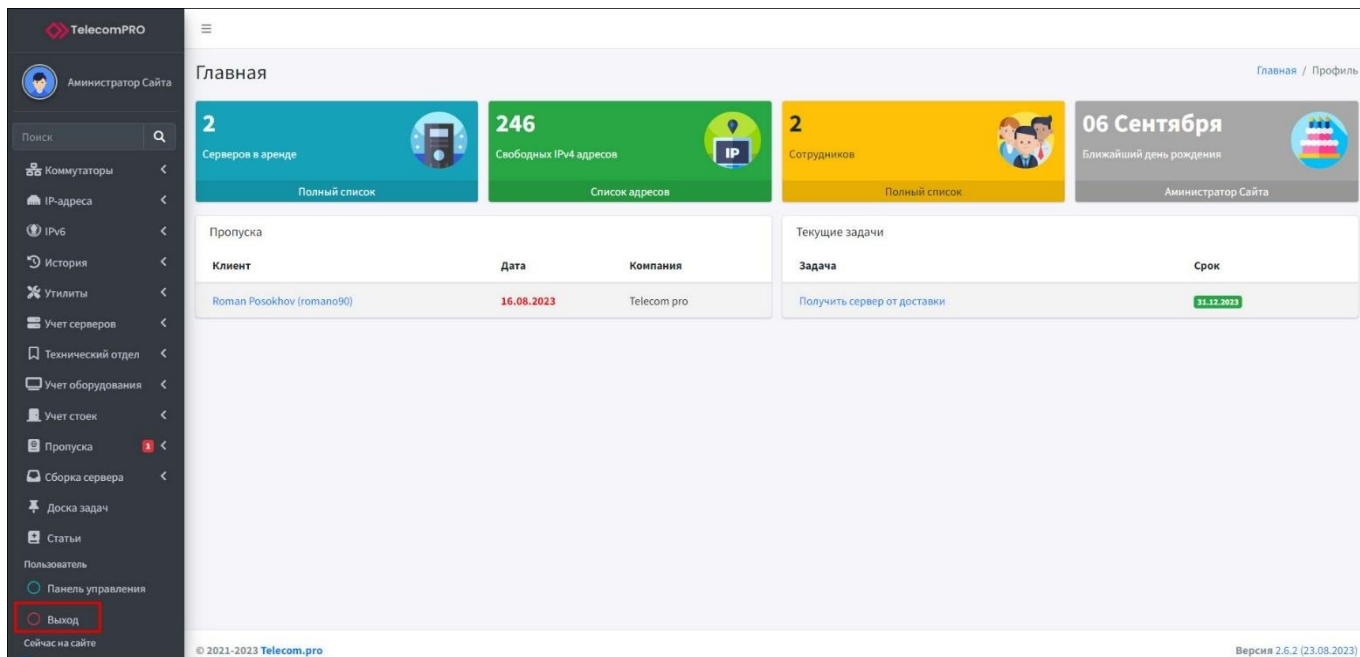 TelecomPRO
Аминистратор Сайта
Поиск
Коммутаторы
IP-адреса
IPv6
История
Утилиты
Учет серверов
Технический отдел
Учет оборудования
Учет стоек
Пропуска 1
Сборка сервера
Доска задач
Статьи
Пользователь
Панель управления
Выход
Сейчас на сайте
Главная
Главная / Профиль
2
Серверов в аренде
Полный список
246
Свободных IPv4 адресов
IP
Список адресов
2
Сотрудников
Полный список
06 Сентября
Ближайший день рождения
Аминистратор Сайта
Пропуска
Клиент Дата Компания
Roman Posokhov (romano90) 16.08.2023 Telecom pro
Текущие задачи
Задача Срок
Получить сервер от доставки 31.12.2023
© 2021-2023 Telecom.pro
Версия 2.6.2 (23.08.2023)